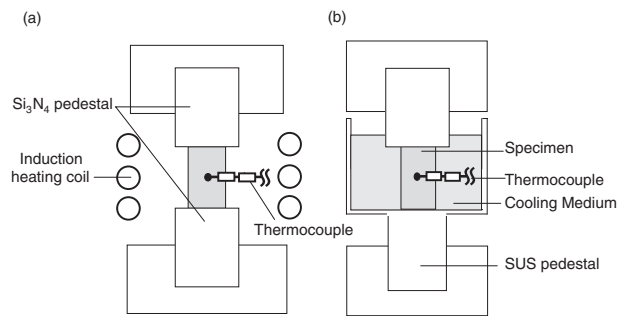 (a)
(b)
Si₃N₄ pedestal
Induction
heating coil
Thermocouple
Specimen
Thermocouple
Cooling Medium
SUS pedestal